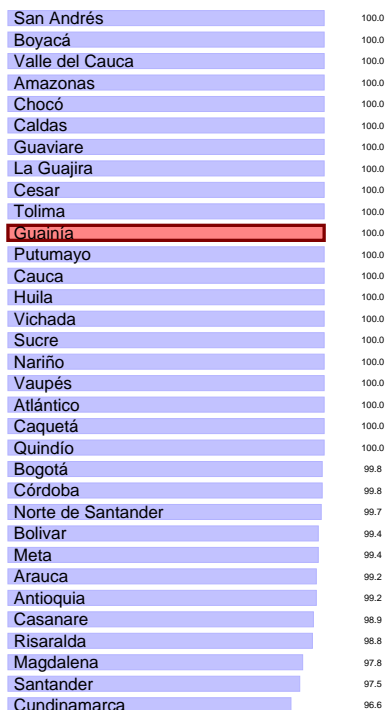 San Andrés 100.0
Boyacá 100.0
Valle del Cauca 100.0
Amazonas 100.0
Chocó 100.0
Caldas 100.0
Guaviare 100.0
La Guajira 100.0
Cesar 100.0
Tolima 100.0
Guainía 100.0
Putumayo 100.0
Cauca 100.0
Huila 100.0
Vichada 100.0
Sucre 100.0
Nariño 100.0
Vaupés 100.0
Atlántico 100.0
Caquetá 100.0
Quindío 100.0
Bogotá 99.8
Córdoba 99.8
Norte de Santander 99.7
Bolivar 99.4
Meta 99.4
Arauca 99.2
Antioquia 99.2
Casanare 98.9
Risaralda 98.8
Magdalena 97.8
Santander 97.5
Cundinamarca 96.6